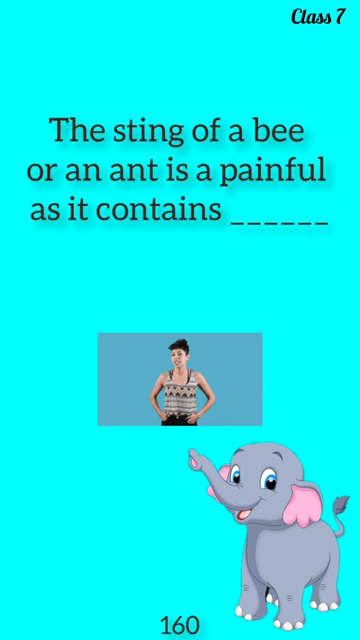 Class 7
The sting of a bee
or an ant is a painful
as it contains ______
160